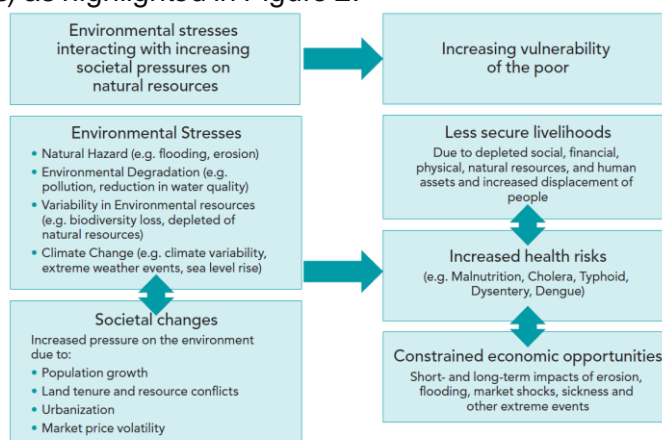 as highlighted in Figure 2.
Environmental stresses
interacting with increasing
societal pressures on
natural resources
Increasing vulnerability
of the poor
Environmental Stresses
• Natural Hazard (e.g. flooding, erosion)
• Environmental Degradation (e.g.
pollution, reduction in water quality)
• Variability in Environmental resources
(e.g. biodiversity loss, depleted of
natural resources)
• Climate Change (e.g. climate variability,
extreme weather events, sea level rise)
Societal changes
Increased pressure on the environment
due to:
• Population growth
• Land tenure and resource conflicts
• Urbanization
• Market price volatility
Less secure livelihoods
Due to depleted social, financial,
physical, natural resources, and human
assets and increased displacement of
people
Increased health risks
(e.g. Malnutrition, Cholera, Typhoid,
Dysentery, Dengue)
Constrained economic opportunities
Short- and long-term impacts of erosion,
flooding, market shocks, sickness and
other extreme events